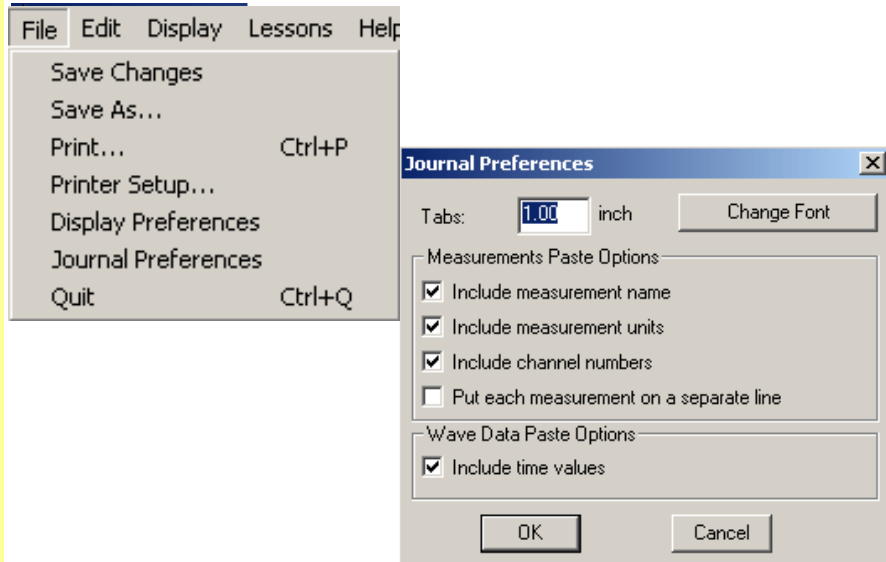 File Edit Display Lessons Help
Save Changes
Save As...
Print... Ctrl+P
Printer Setup...
Display Preferences
Journal Preferences
Quit Ctrl+Q
Journal Preferences
Tabs: 1.00 inch Change Font
Measurements Paste Options
Include measurement name
Include measurement units
Include channel numbers
Put each measurement on a separate line
Wave Data Paste Options
Include time values
OK Cancel